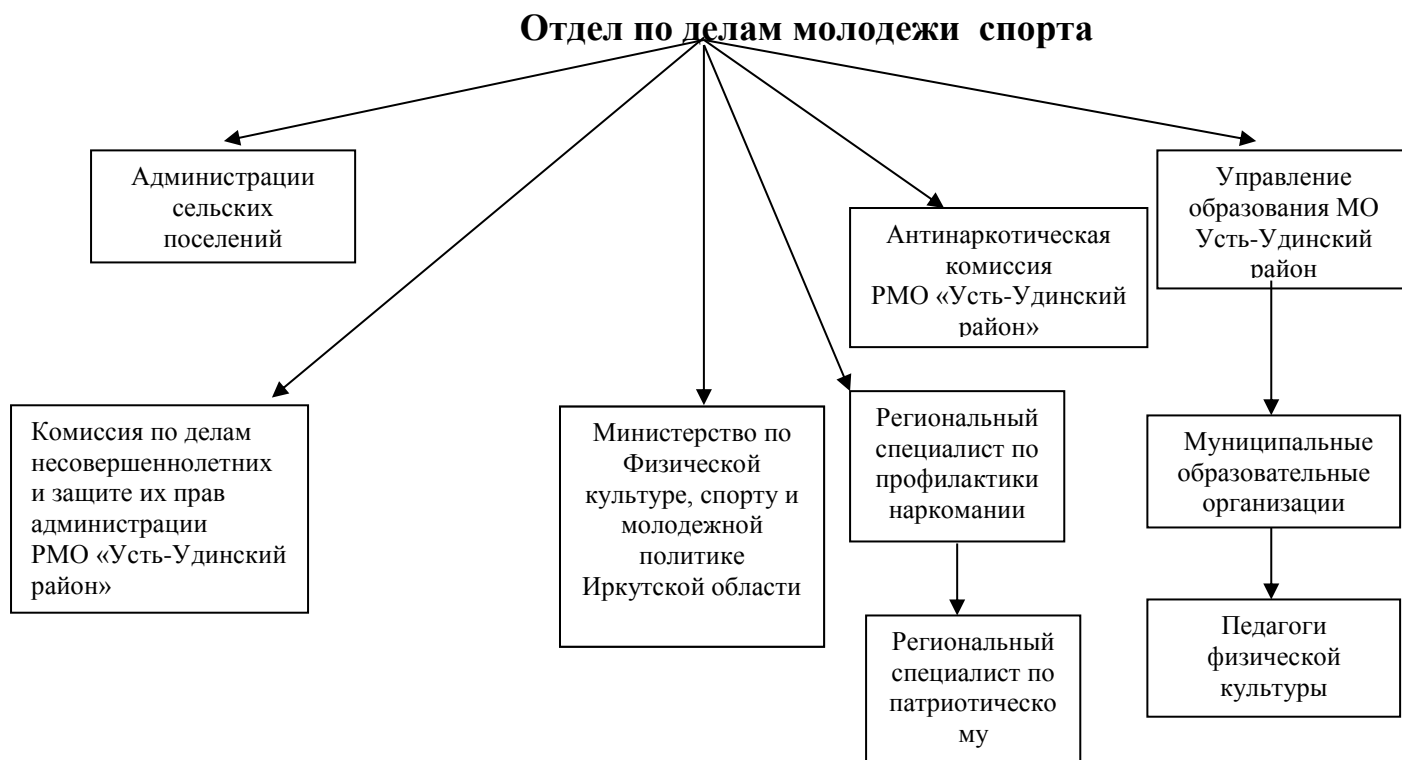 Отдел по делам молодежи спорта
Администрации
сельских
поселений
Антинаркотическая
комиссия
РМО «Усть-Удинский
район»
Управление
образования МО
Усть-Удинский
район
Комиссия по делам
несовершеннолетних
и защите их прав
администрации
РМО «Усть-Удинский
район»
Министерство по
Физической
культуре, спорту и
молодежной
политике
Иркутской области
Региональный
специалист по
профилактики
наркомании
Муниципальные
образовательные
организации
Региональный
специалист по
патриотическо
му
Педагоги
физической
культуры